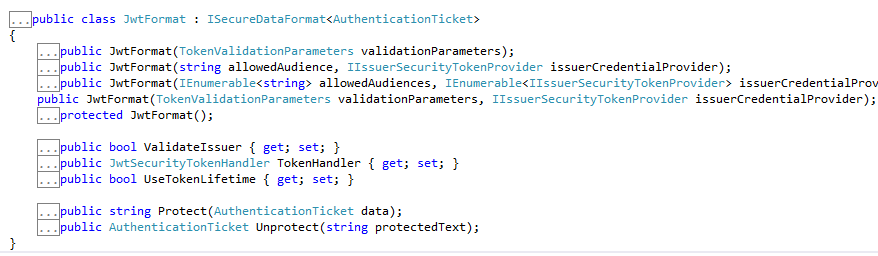 ...public class JwtFormat : ISecureDataFormat<AuthenticationTicket>
{
...public JwtFormat(TokenValidationParameters validationParameters);
...public JwtFormat(string allowedAudience, IIssuerSecurityTokenProvider issuerCredentialProvider);
...public JwtFormat(IEnumerable<string> allowedAudiences, IEnumerable<IIssuerSecurityTokenProvider> issuerCredentialProv
public JwtFormat(TokenValidationParameters validationParameters, IIssuerSecurityTokenProvider issuerCredentialProvider);
...protected JwtFormat();
...public bool ValidateIssuer { get; set; }
...public JwtSecurityTokenHandler TokenHandler { get; set; }
...public bool UseTokenLifetime { get; set; }
...public string Protect(AuthenticationTicket data);
...public AuthenticationTicket Unprotect(string protectedText);
}